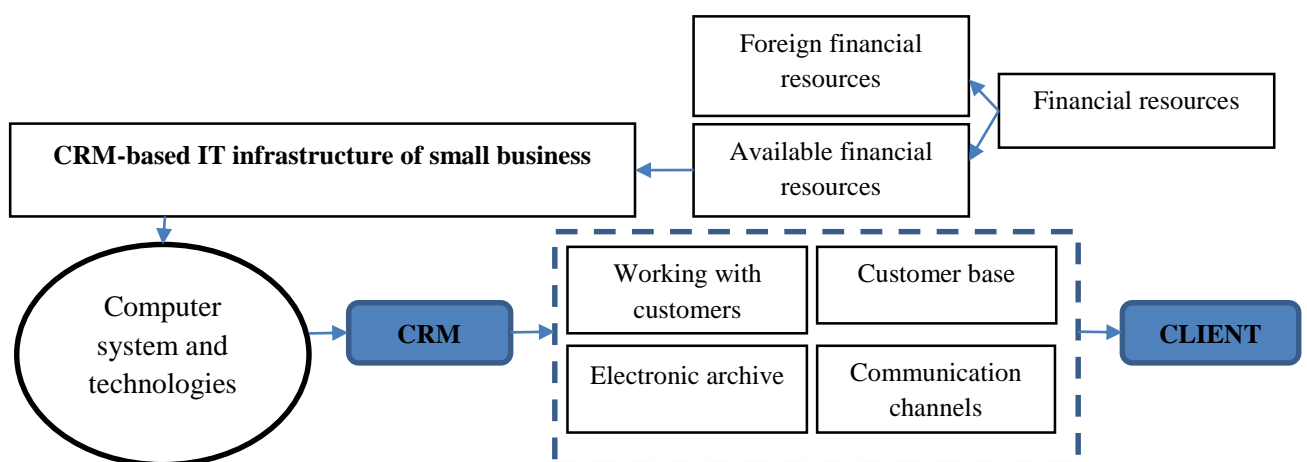 Foreign financial
resources
Financial resources
CRM-based IT infrastructure of small business
Available financial
resources
Computer
system and
technologies
CRM
Working with
customers
Customer base
Electronic archive
Communication
channels
CLIENT